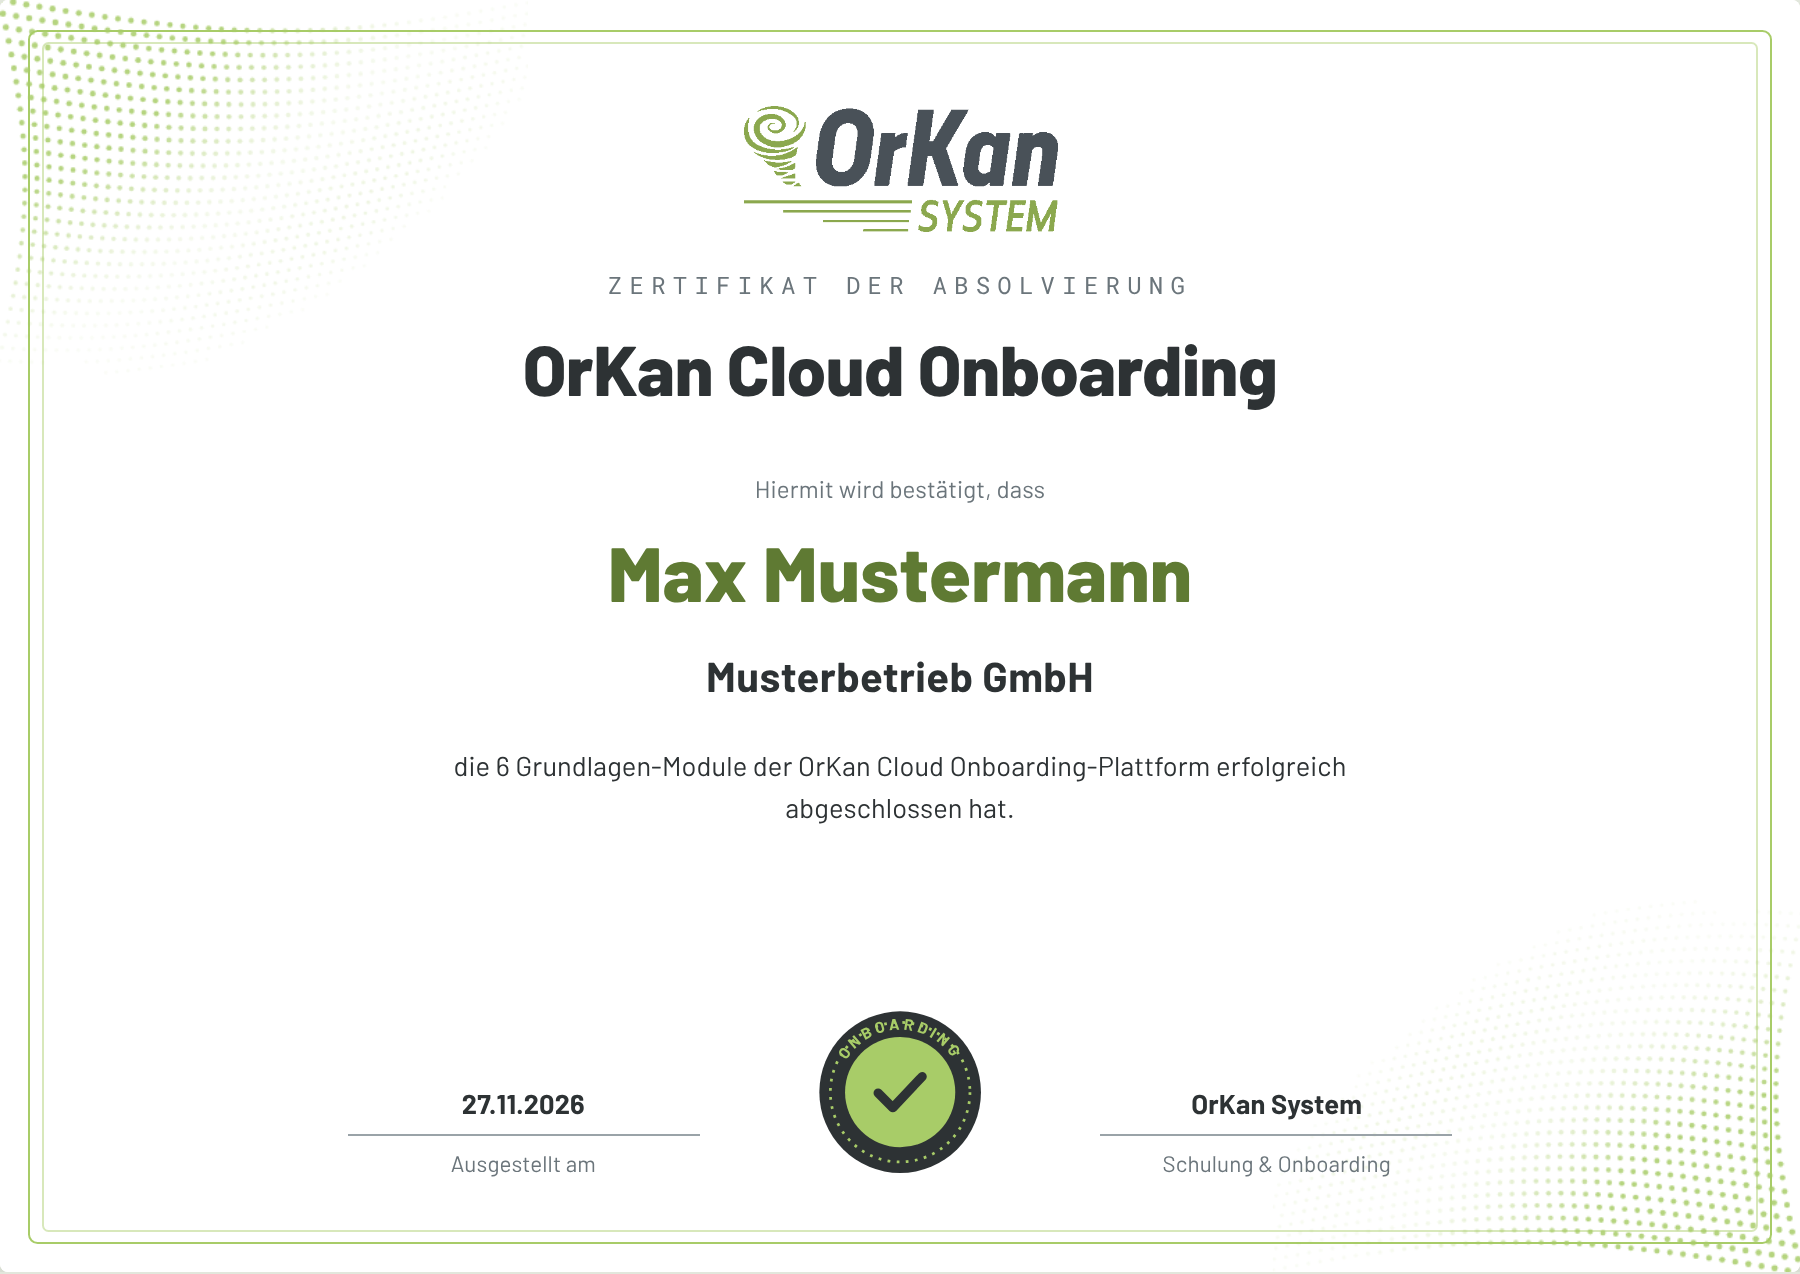 OrKan
SYSTEM
ZERTIFIKAT DER ABSOLVIERUNG
OrKan Cloud Onboarding
Hiermit wird bestätigt, dass
Max Mustermann
Musterbetrieb GmbH
die 6 Grundlagen-Module der OrKan Cloud Onboarding-Plattform erfolgreich
abgeschlossen hat.
ONBOARDING
27.11.2026
Ausgestellt am
OrKan System
Schulung & Onboarding